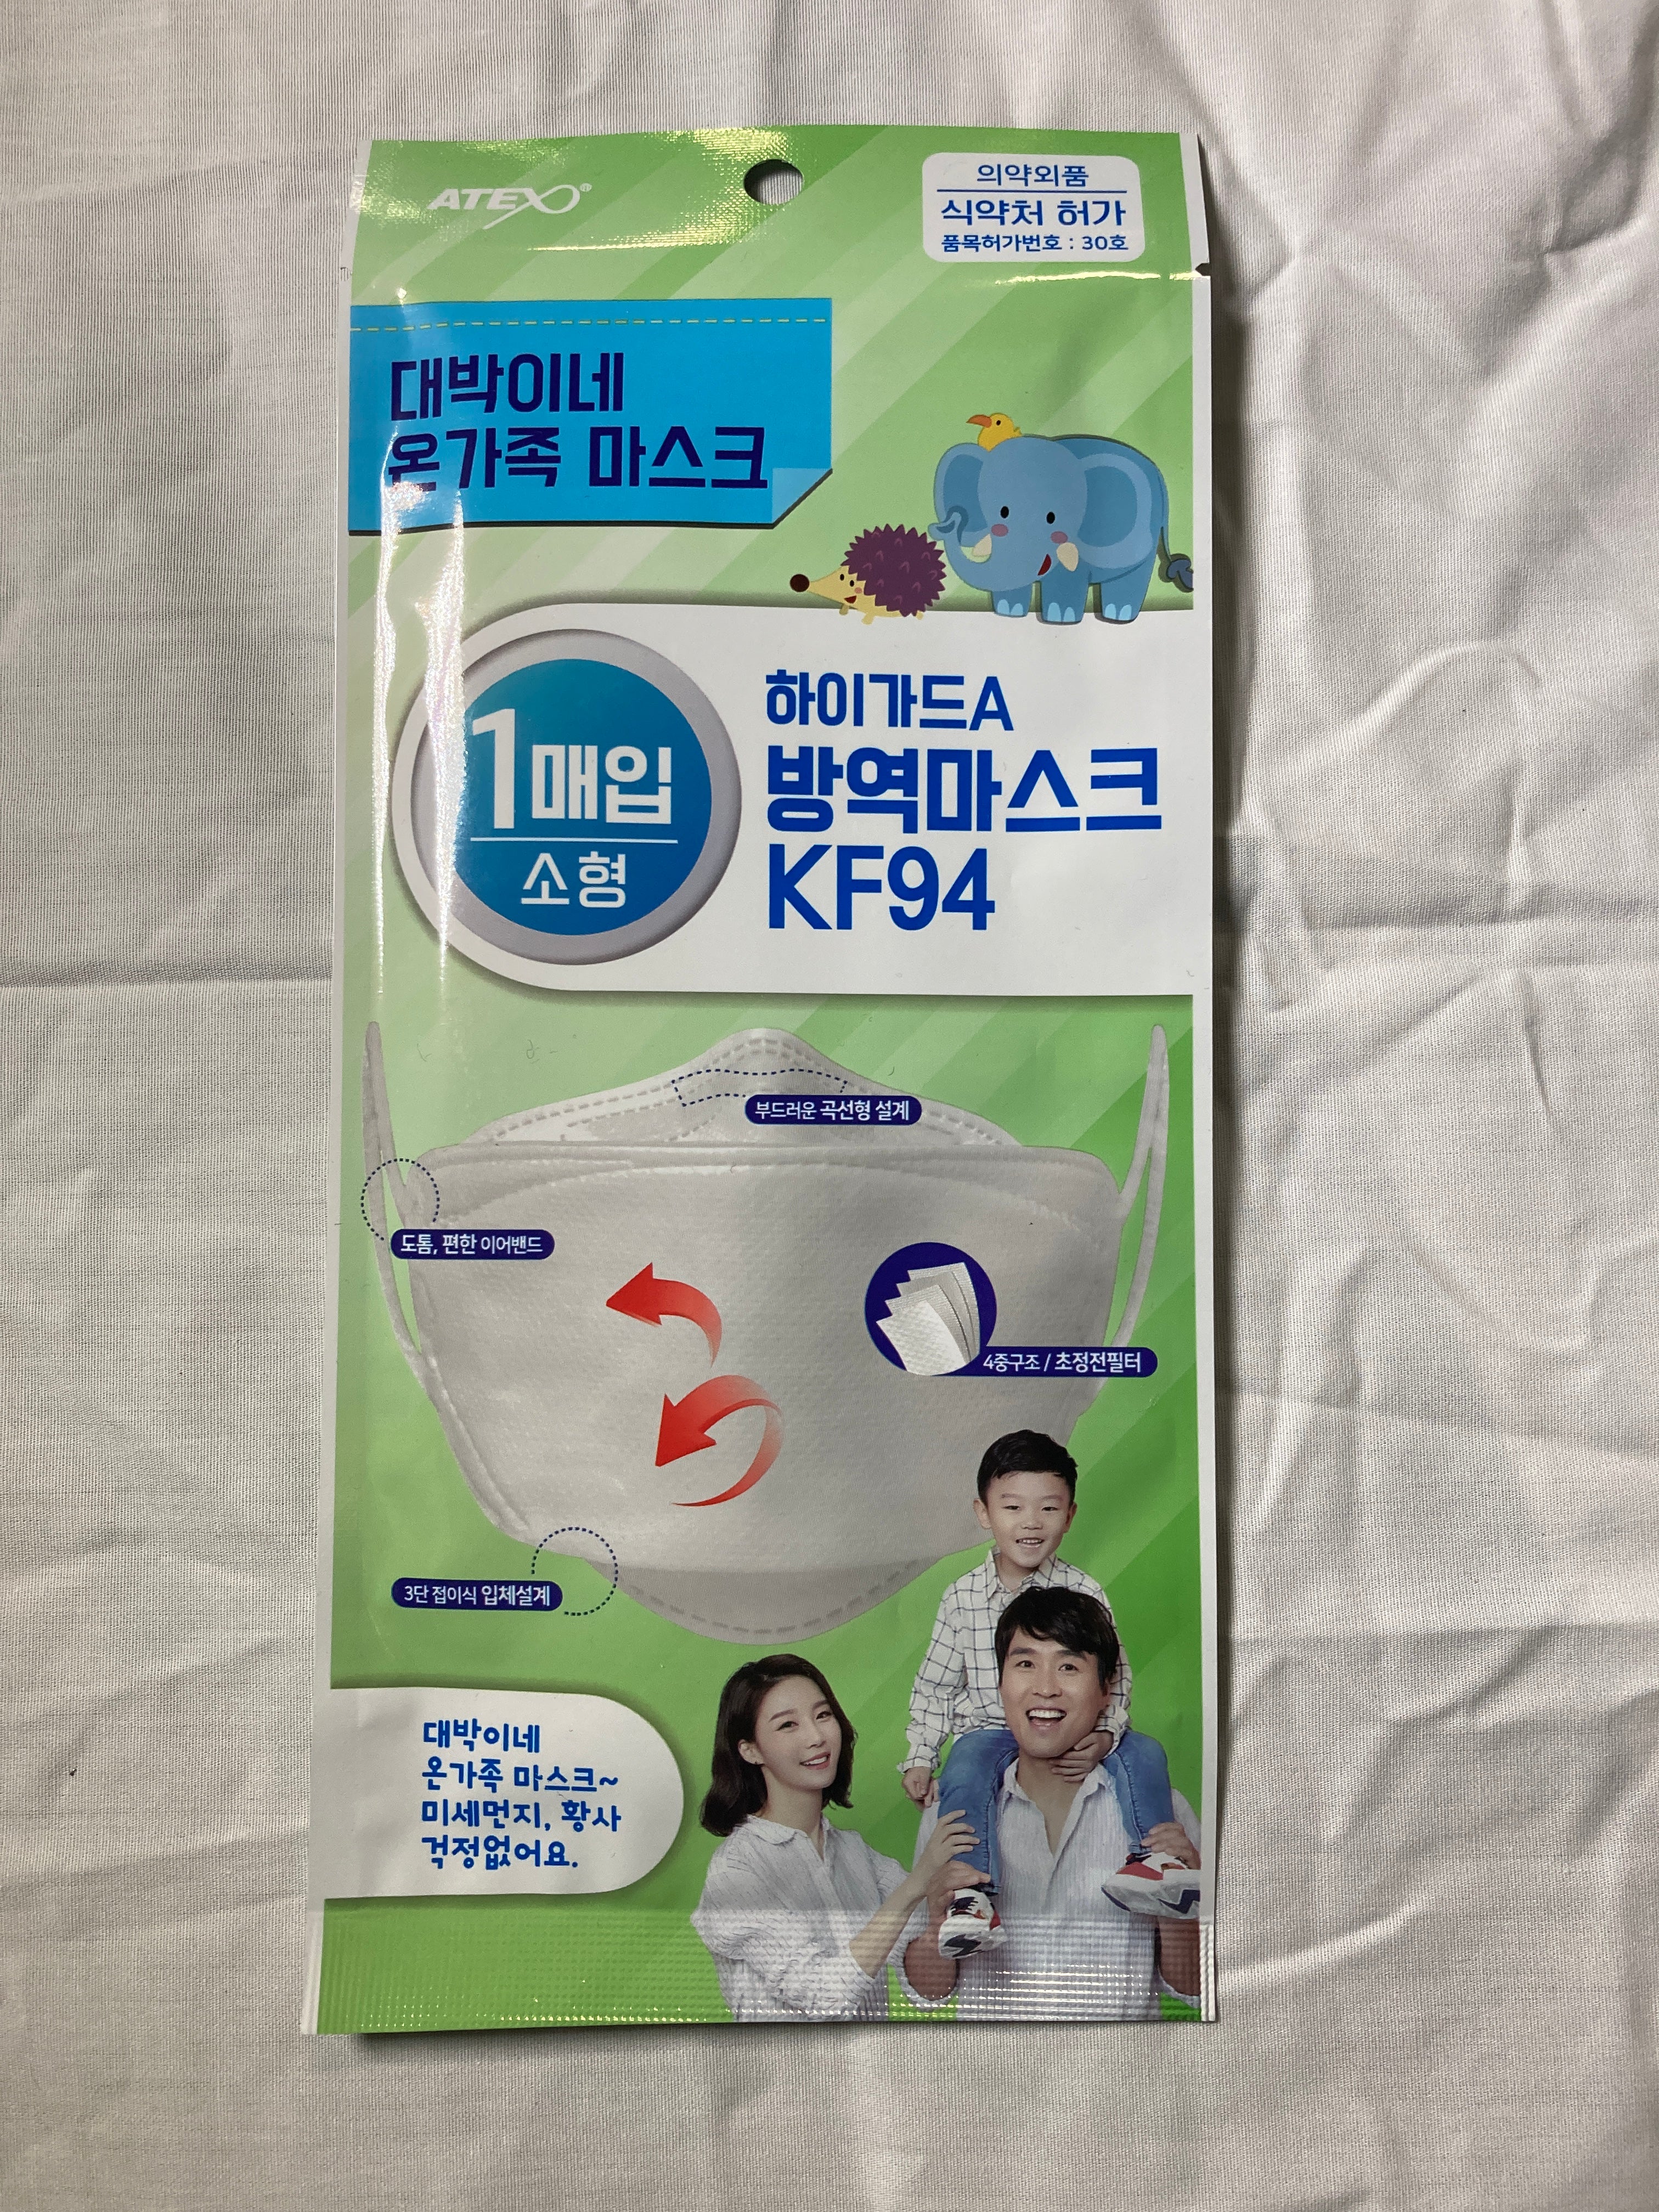 ATEX®
의약외품
식약처 허가
품목허가번호 : 30호
대박이네
온가족 마스크
1매입
소형
하이가드A
방역마스크
KF94
부드러운 곡선형 설계
도톰, 편한 이어밴드
4중구조 / 초정전필터
3단 접이식 입체설계
대박이네
온가족 마스크~
미세먼지, 황사
걱정없어요.